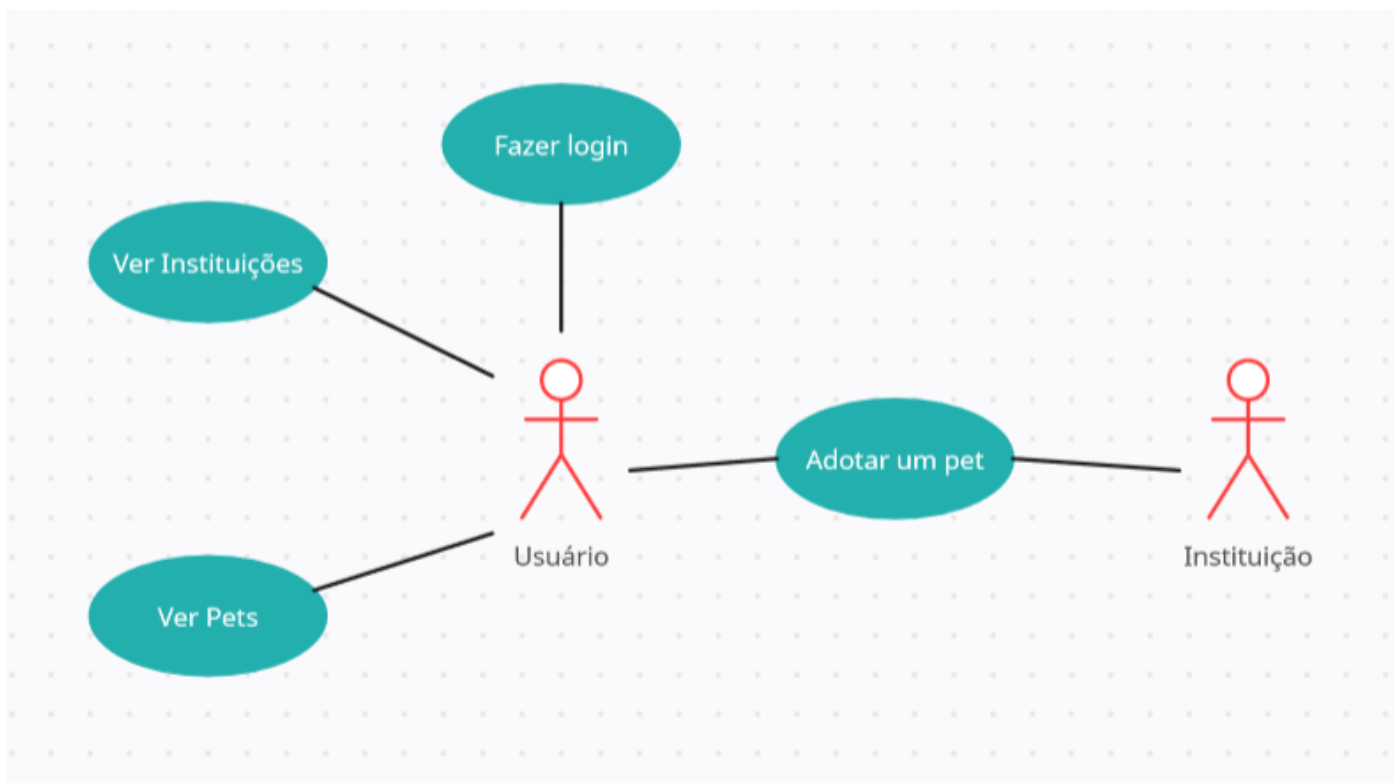 Fazer login
Ver Instituições
Adotar um pet
Usuário
Instituição
Ver Pets